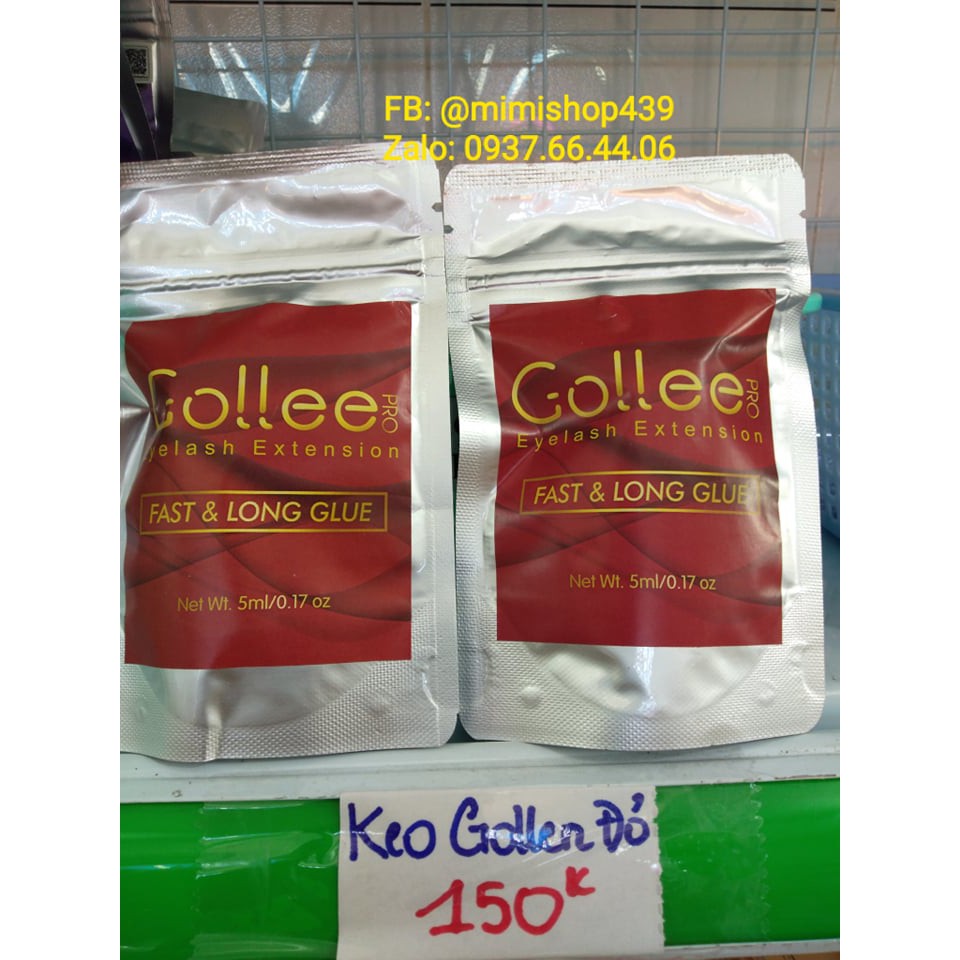 FB: @mimishop439
Zalo: 0937.66.44.06
Gollee PRO
Eyelash Extension
FAST & LONG GLUE
Net Wt. 5ml/0.17 oz
Gollee PRO
Eyelash Extension
FAST & LONG GLUE
Net Wt. 5ml/0.17 oz
Keo Gollen Đỏ
150K